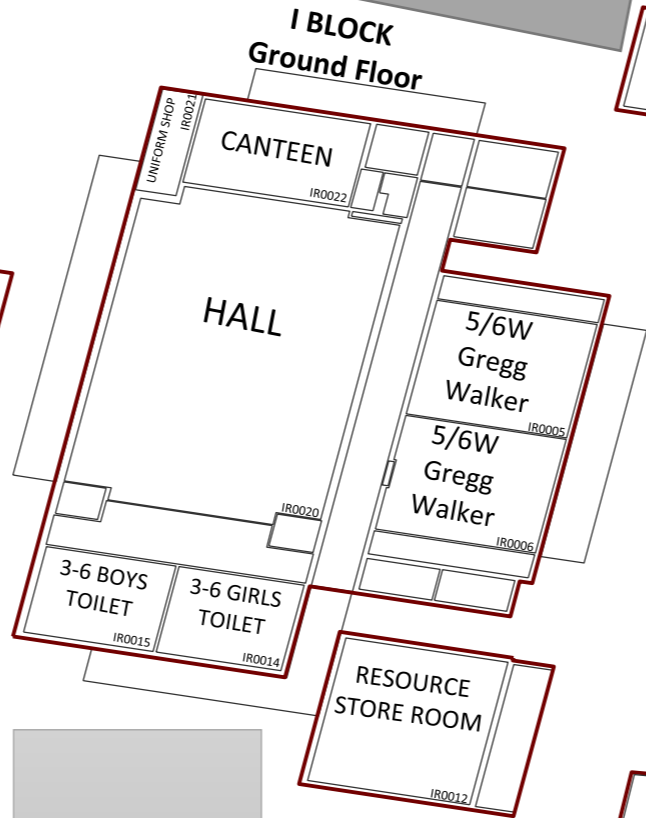 I BLOCK
Ground Floor
UNIFORM SHOP
IR0021
CANTEEN
IR0022
HALL
5/6W
Gregg
Walker
IR0005
5/6W
Gregg
Walker
IR0006
IR0020
3-6 BOYS
TOILET
IR0015
3-6 GIRLS
TOILET
IR0014
RESOURCE
STORE ROOM
IR0012